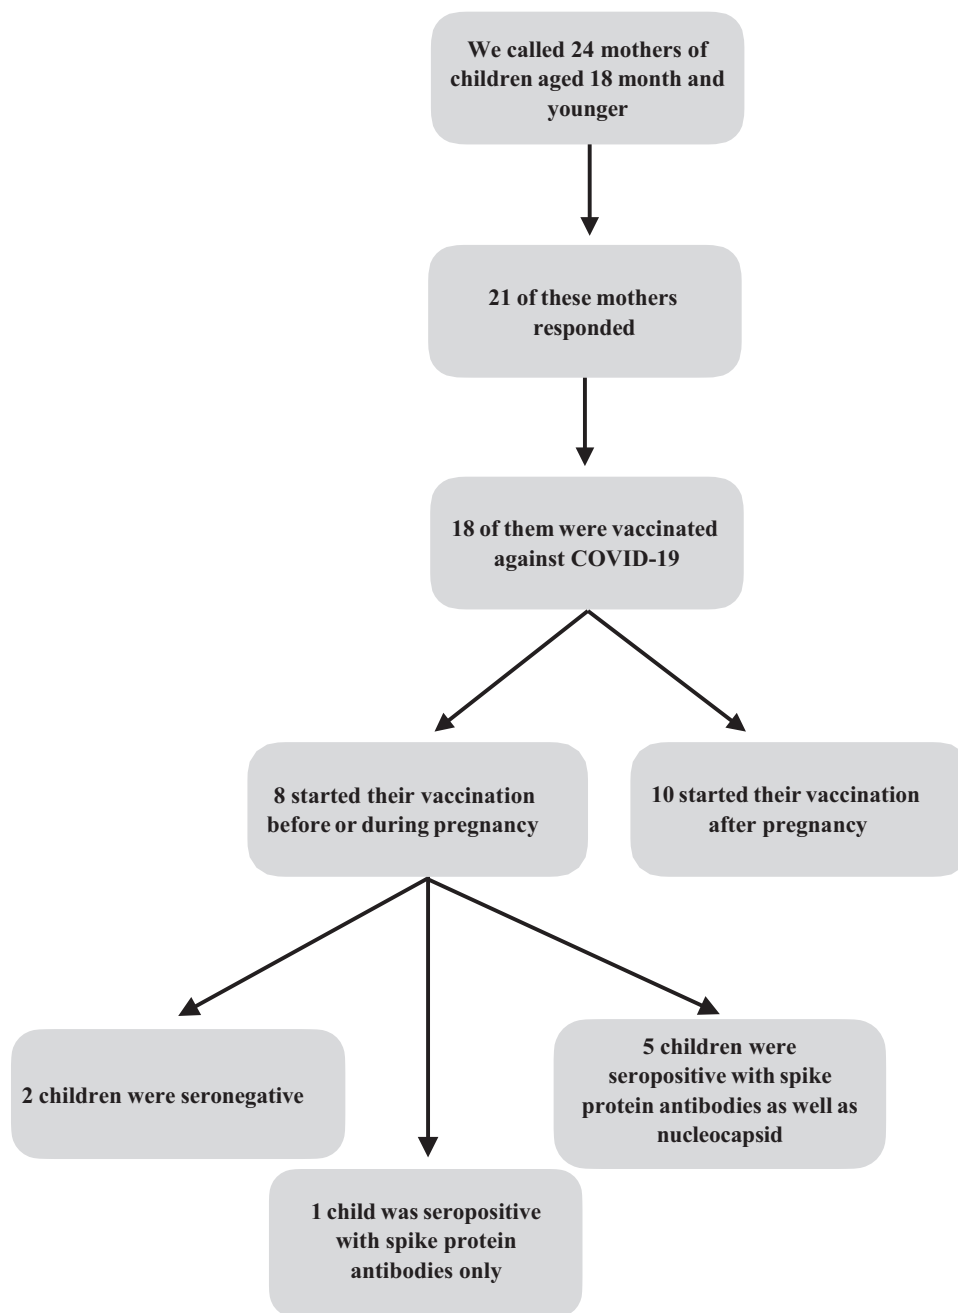 We called 24 mothers of
children aged 18 month and
younger
21 of these mothers
responded
18 of them were vaccinated
against COVID-19
8 started their vaccination
before or during pregnancy
10 started their vaccination
after pregnancy
2 children were seronegative
1 child was seropositive
with spike protein
antibodies only
5 children were
seropositive with spike
protein antibodies as well as
nucleocapsid